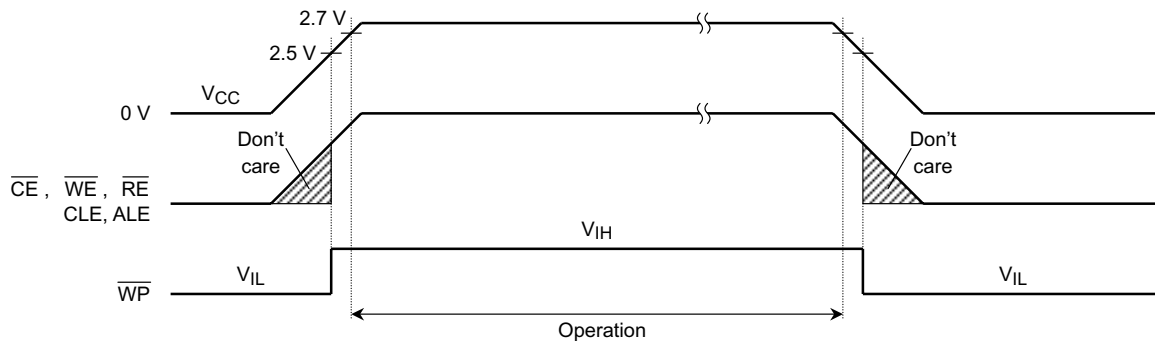 2.7 V
2.5 V
VCC
0 V
Don't
care
Don't
care
CE , WE , RE
CLE, ALE
VIH
VIL
VIL
WP
Operation